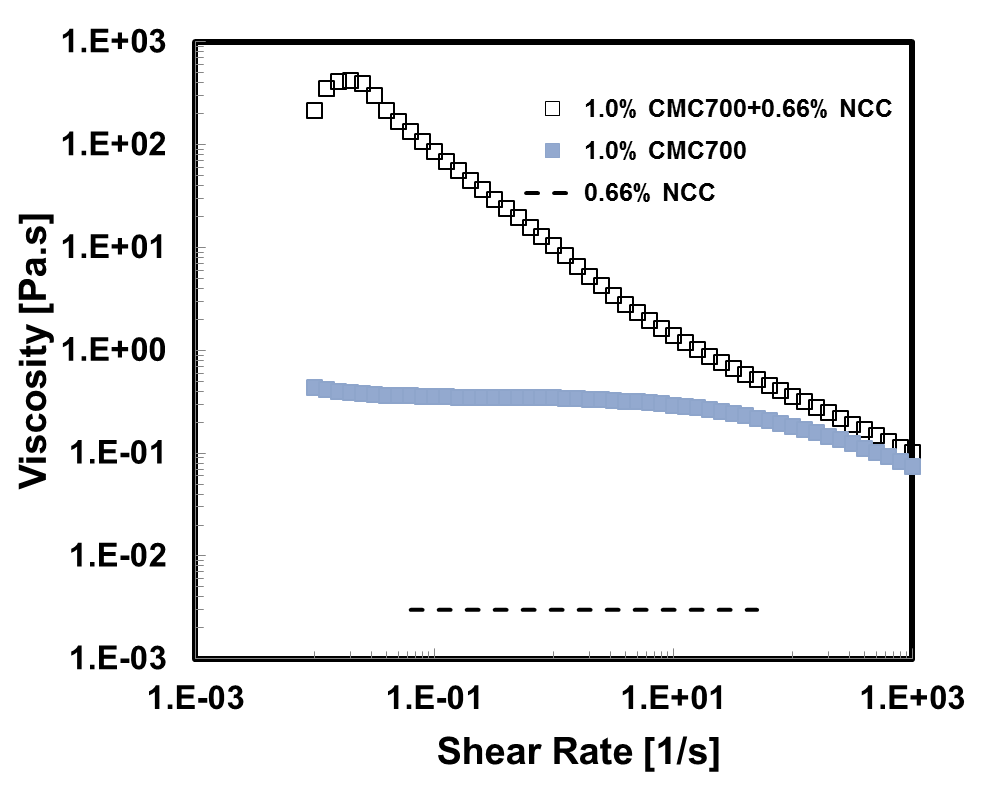 1.E+03
1.E+02
1.E+01
1.E+00
1.E-01
1.E-02
1.E-03
Viscosity [Pa.s]
1.0% CMC700+0.66% NCC
1.0% CMC700
0.66% NCC
1.E-03 1.E-01 1.E+01 1.E+03
Shear Rate [1/s]